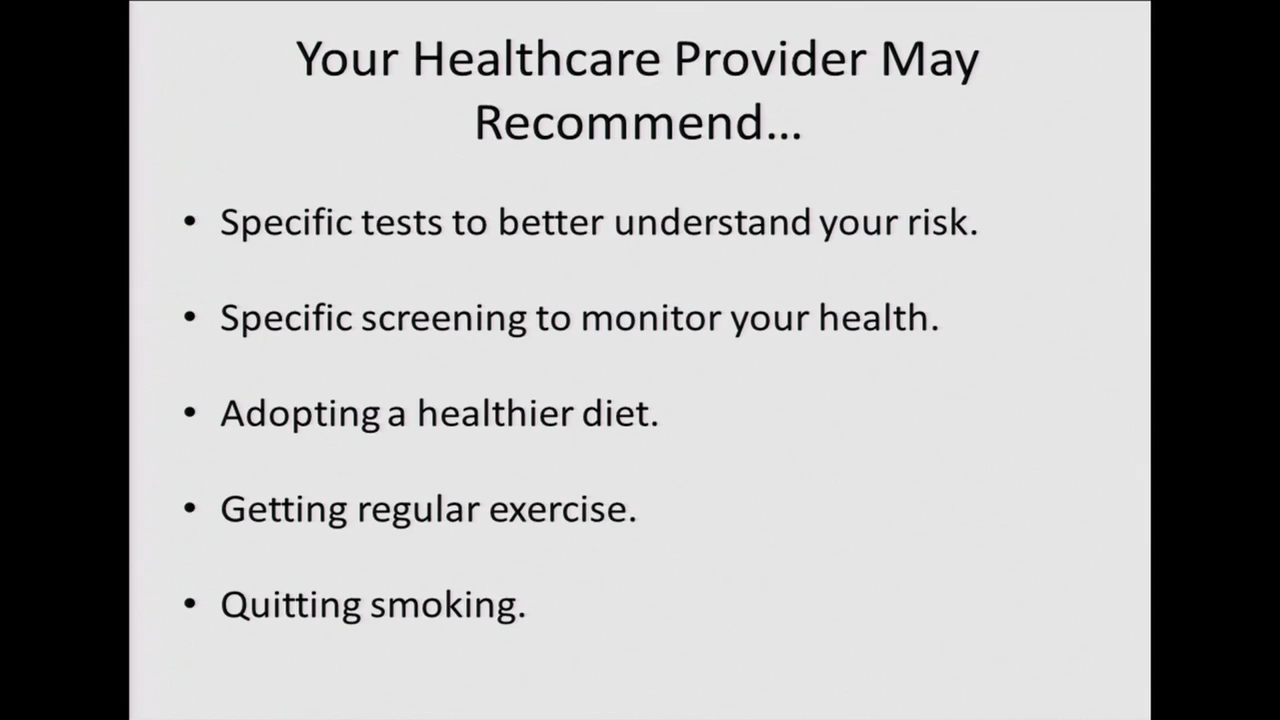 Your Healthcare Provider May
Recommend…
• Specific tests to better understand your risk.
• Specific screening to monitor your health.
• Adopting a healthier diet.
• Getting regular exercise.
• Quitting smoking.